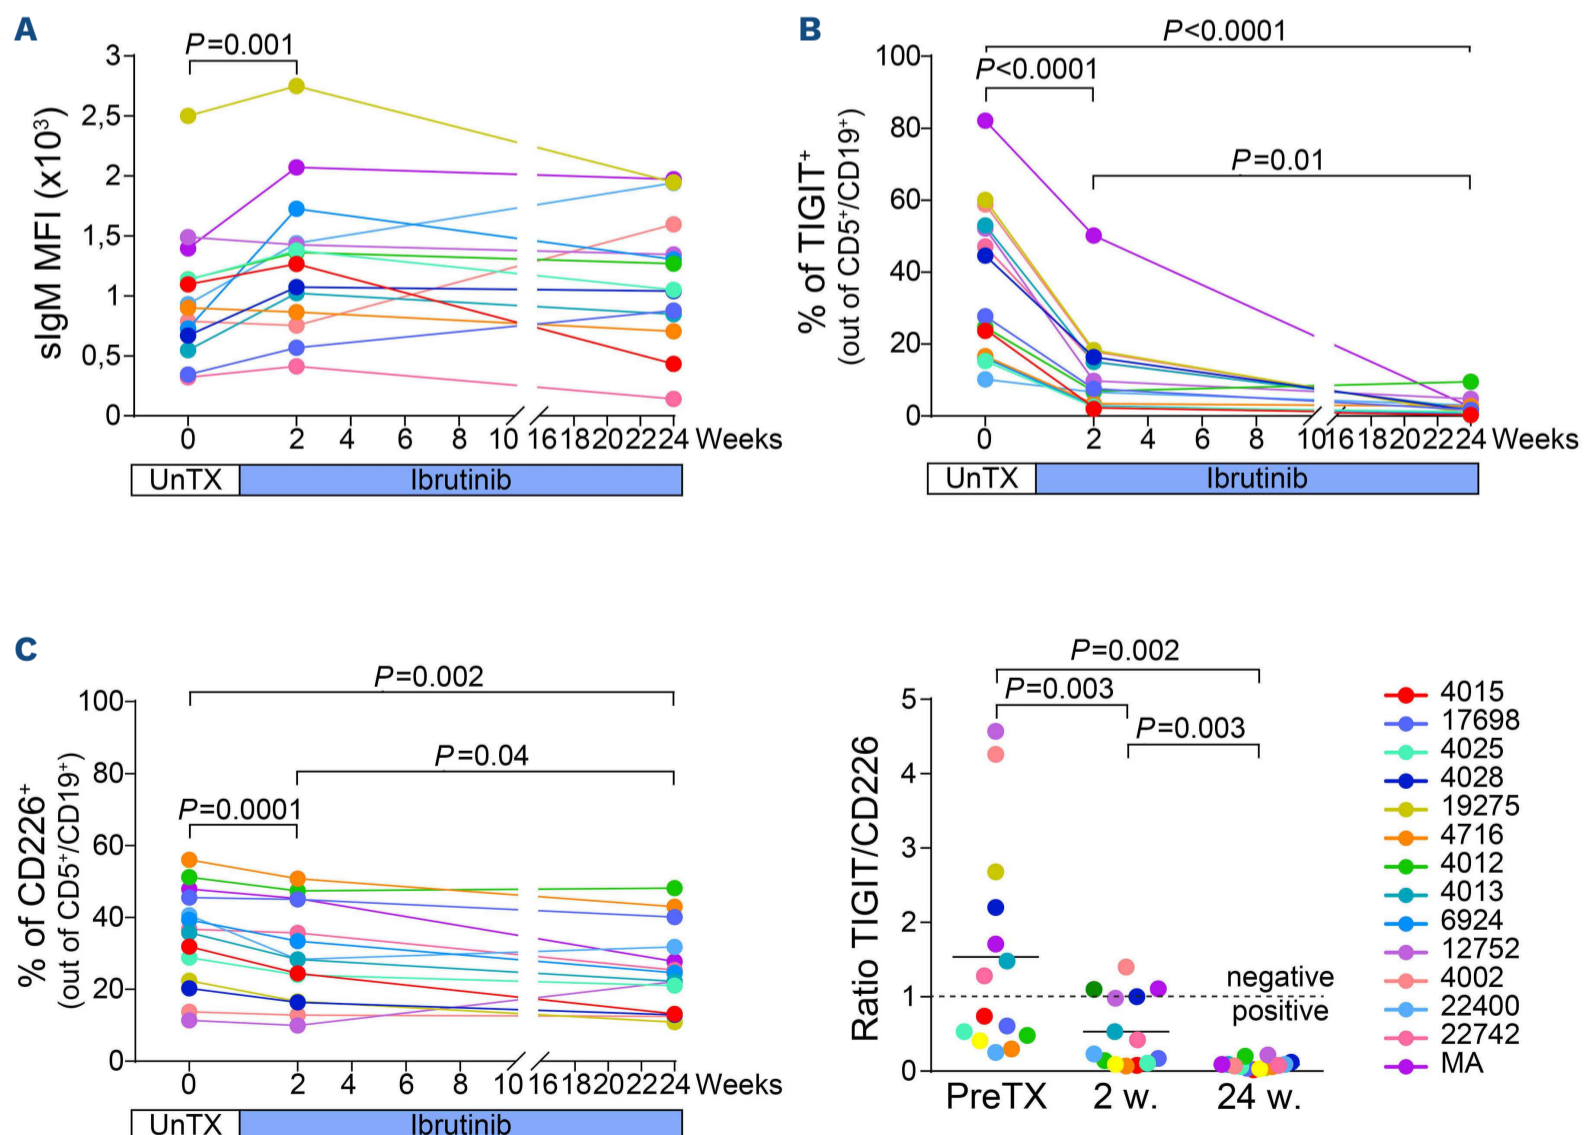 A
P=0.001
3
2,5
2
1,5
1
0,5
0
sIgM MFI (x10³)
0 2 4 6 8 10 16 18 20 22 24 Weeks
UnTX Ibrutinib
B
P<0.0001
P<0.0001
P=0.01
100
80
60
40
20
0
% of TIGIT⁺
(out of CD5⁺/CD19⁺)
0 2 4 6 8 10 16 18 20 22 24 Weeks
UnTX Ibrutinib
C
P=0.002
P=0.04
P=0.0001
100
80
60
40
20
0
% of CD226⁺
(out of CD5⁺/CD19⁺)
0 2 4 6 8 10 16 18 20 22 24 Weeks
UnTX Ibrutinib
P=0.002
P=0.003
P=0.003
5
4
3
2
1
0
Ratio TIGIT/CD226
negative
positive
PreTX 2 w. 24 w.
4015
17698
4025
4028
19275
4716
4012
4013
6924
12752
4002
22400
22742
MA